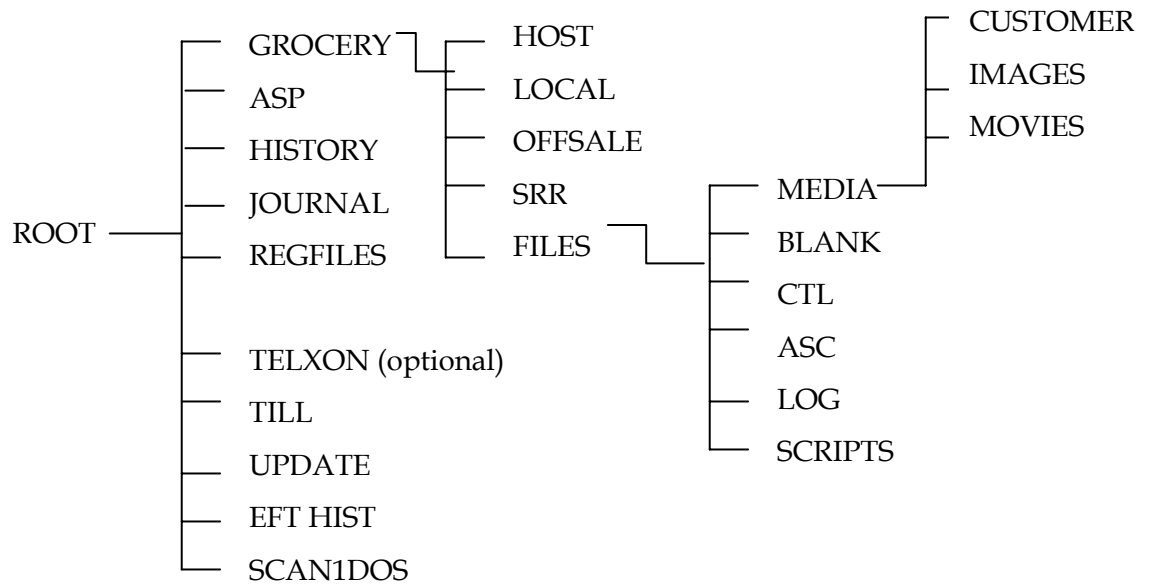 ROOT
GROCERY
ASP
HISTORY
JOURNAL
REGFILES
TELXON (optional)
TILL
UPDATE
EFT HIST
SCAN1DOS
HOST
LOCAL
OFFSALE
SRR
FILES
MEDIA
BLANK
CTL
ASC
LOG
SCRIPTS
CUSTOMER
IMAGES
MOVIES